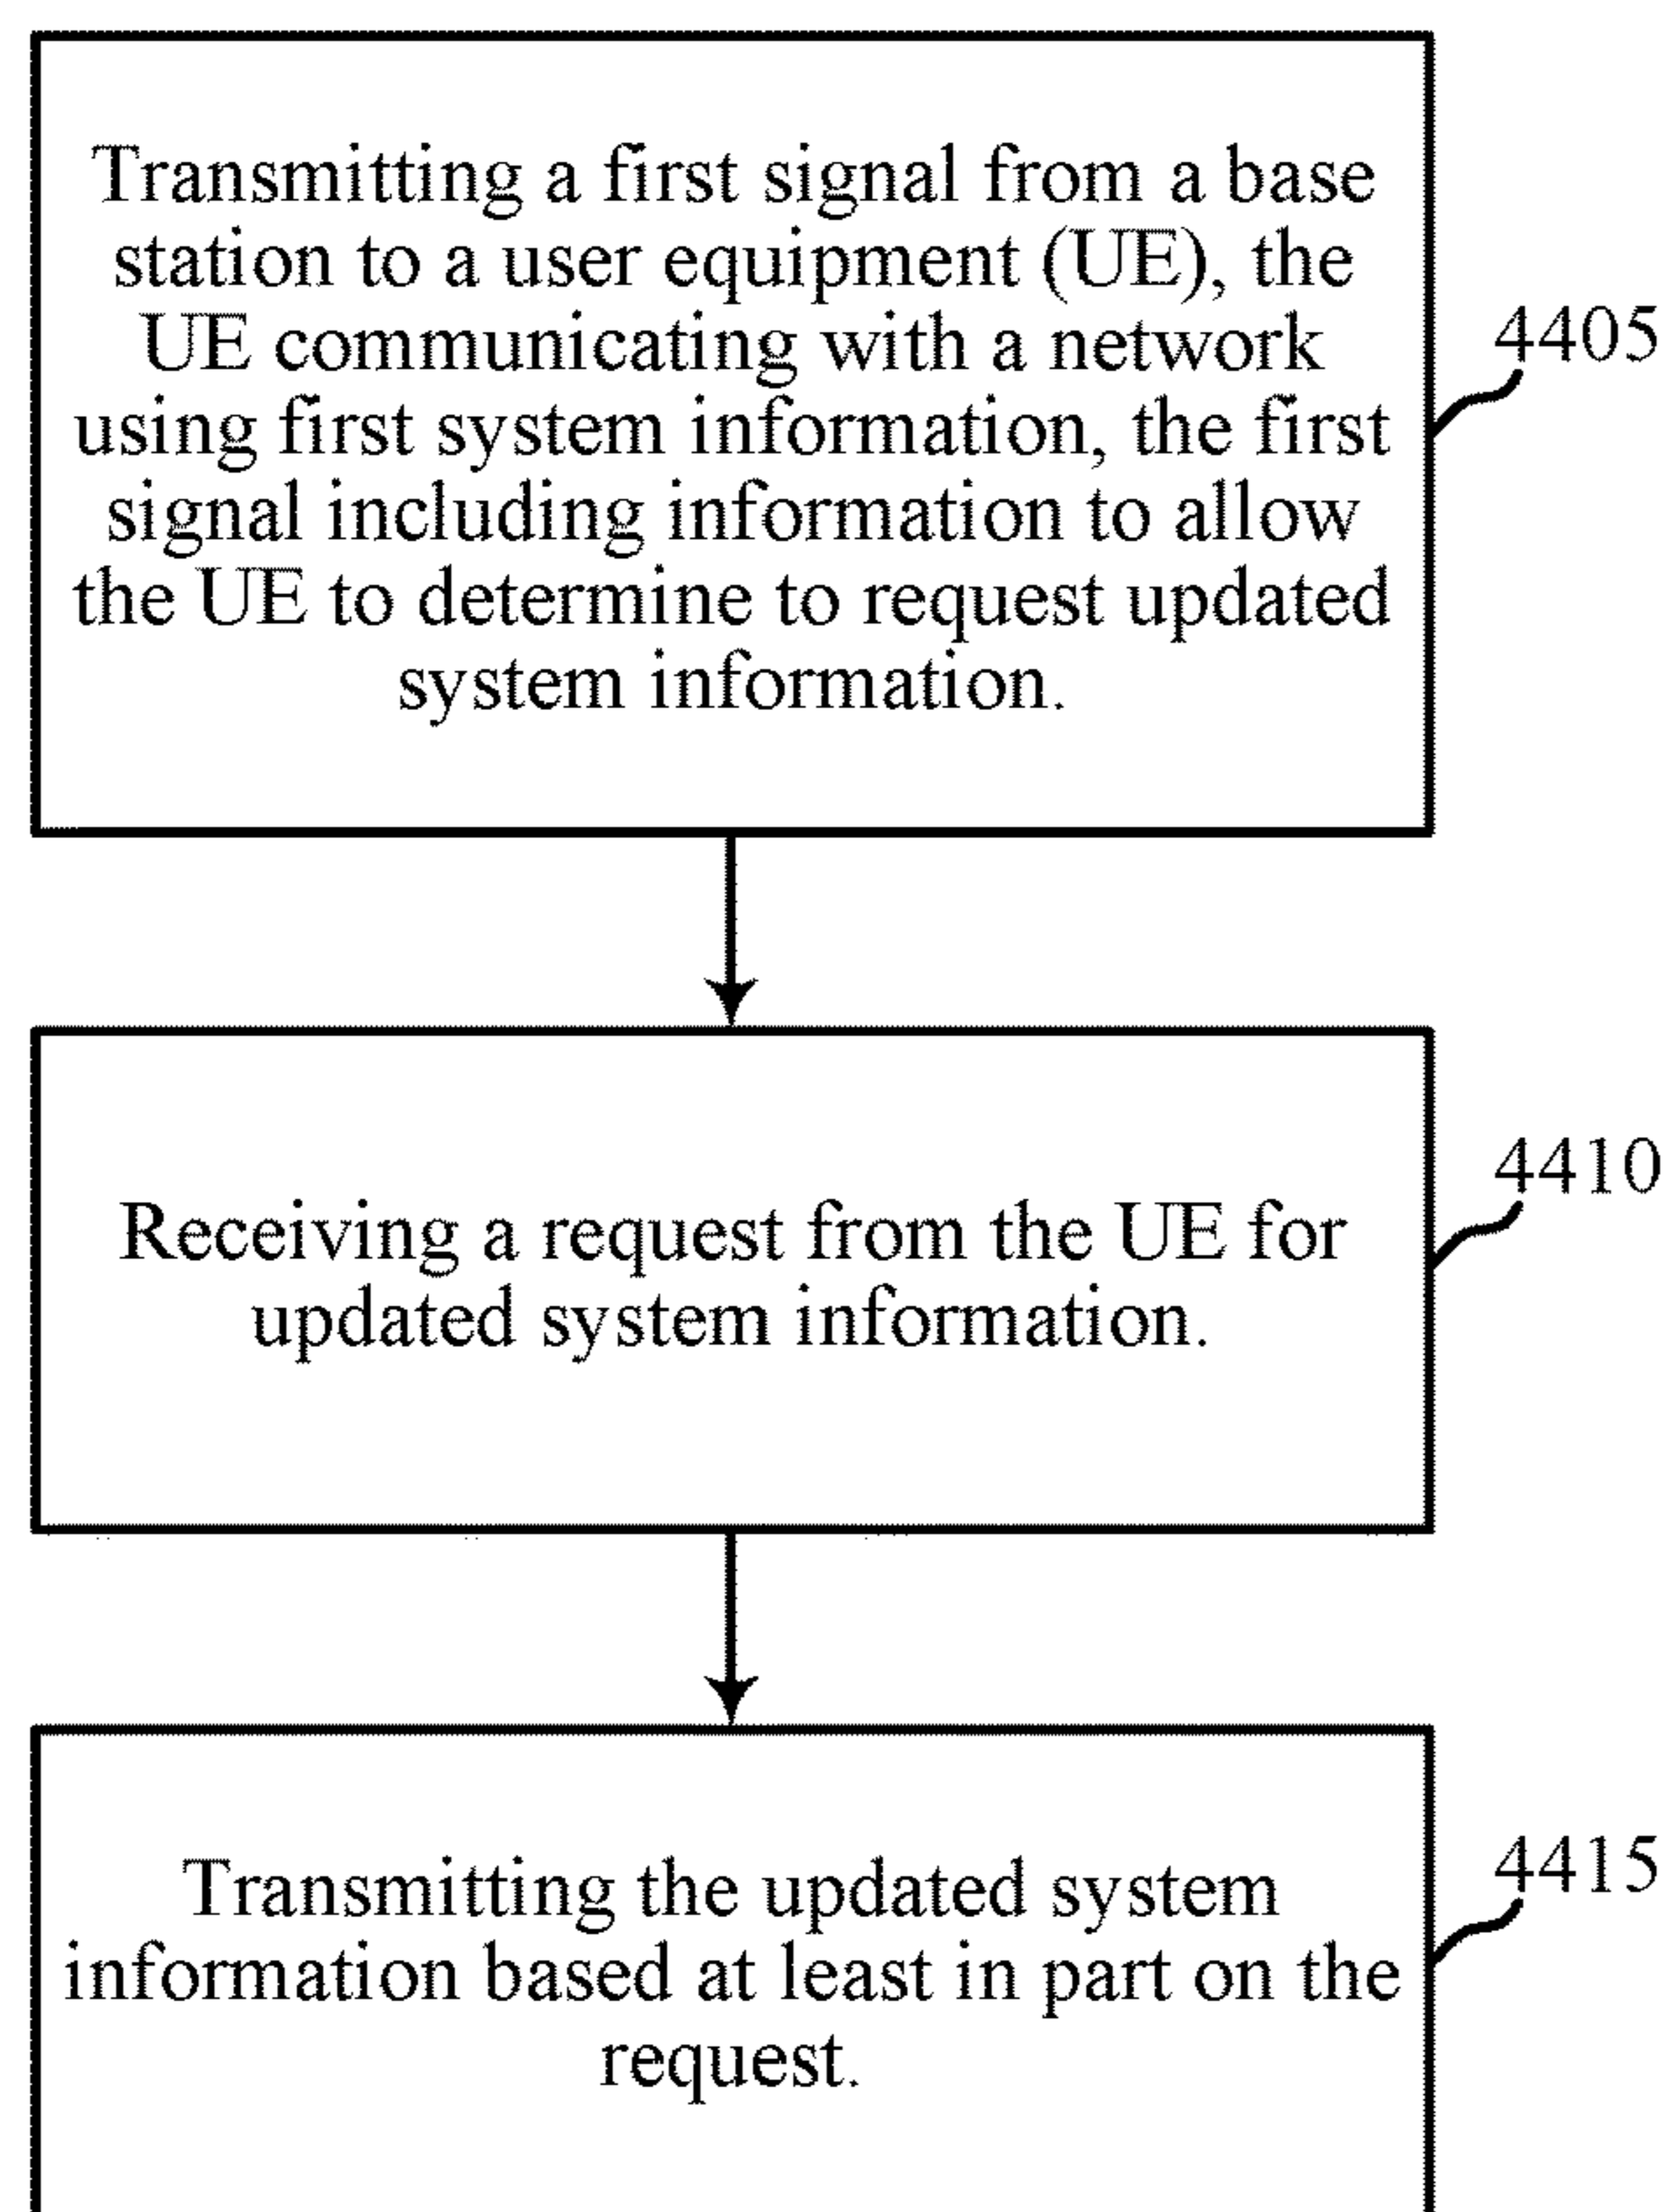 Transmitting a first signal from a base
station to a user equipment (UE), the
UE communicating with a network
using first system information, the first
signal including information to allow
the UE to determine to request updated
system information.
4405
Receiving a request from the UE for
updated system information.
4410
Transmitting the updated system
information based at least in part on the
request.
4415